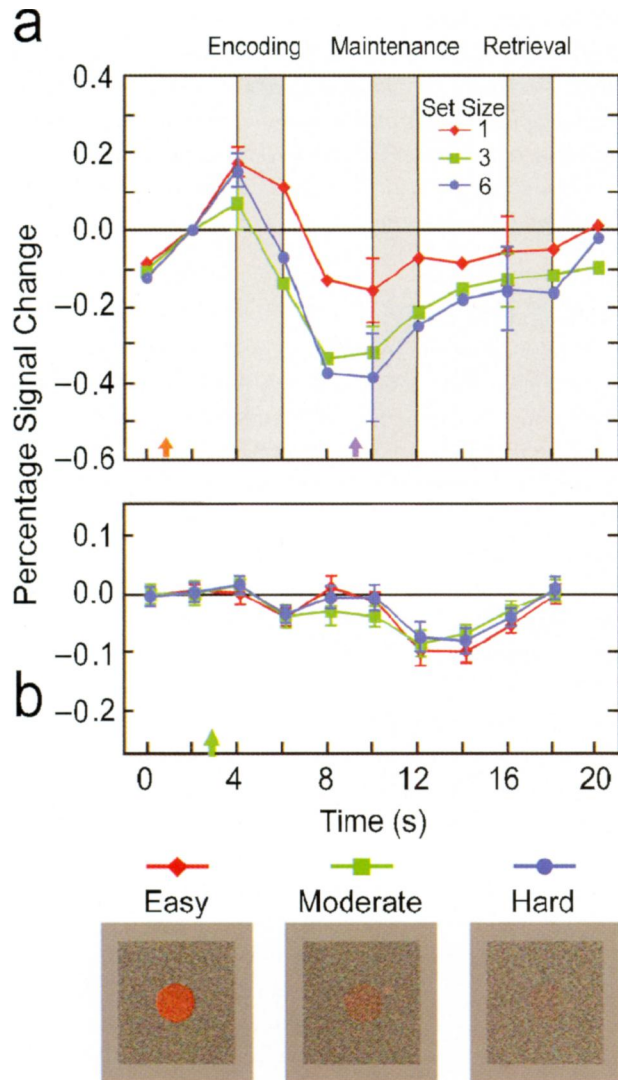 a
Encoding Maintenance Retrieval
0.4
Set Size
1
0.2
3
6
0.0
−0.2
−0.4
−0.6
Percentage Signal Change
0.1
0.0
−0.1
−0.2
b
0 4 8 12 16 20
Time (s)
Easy Moderate Hard